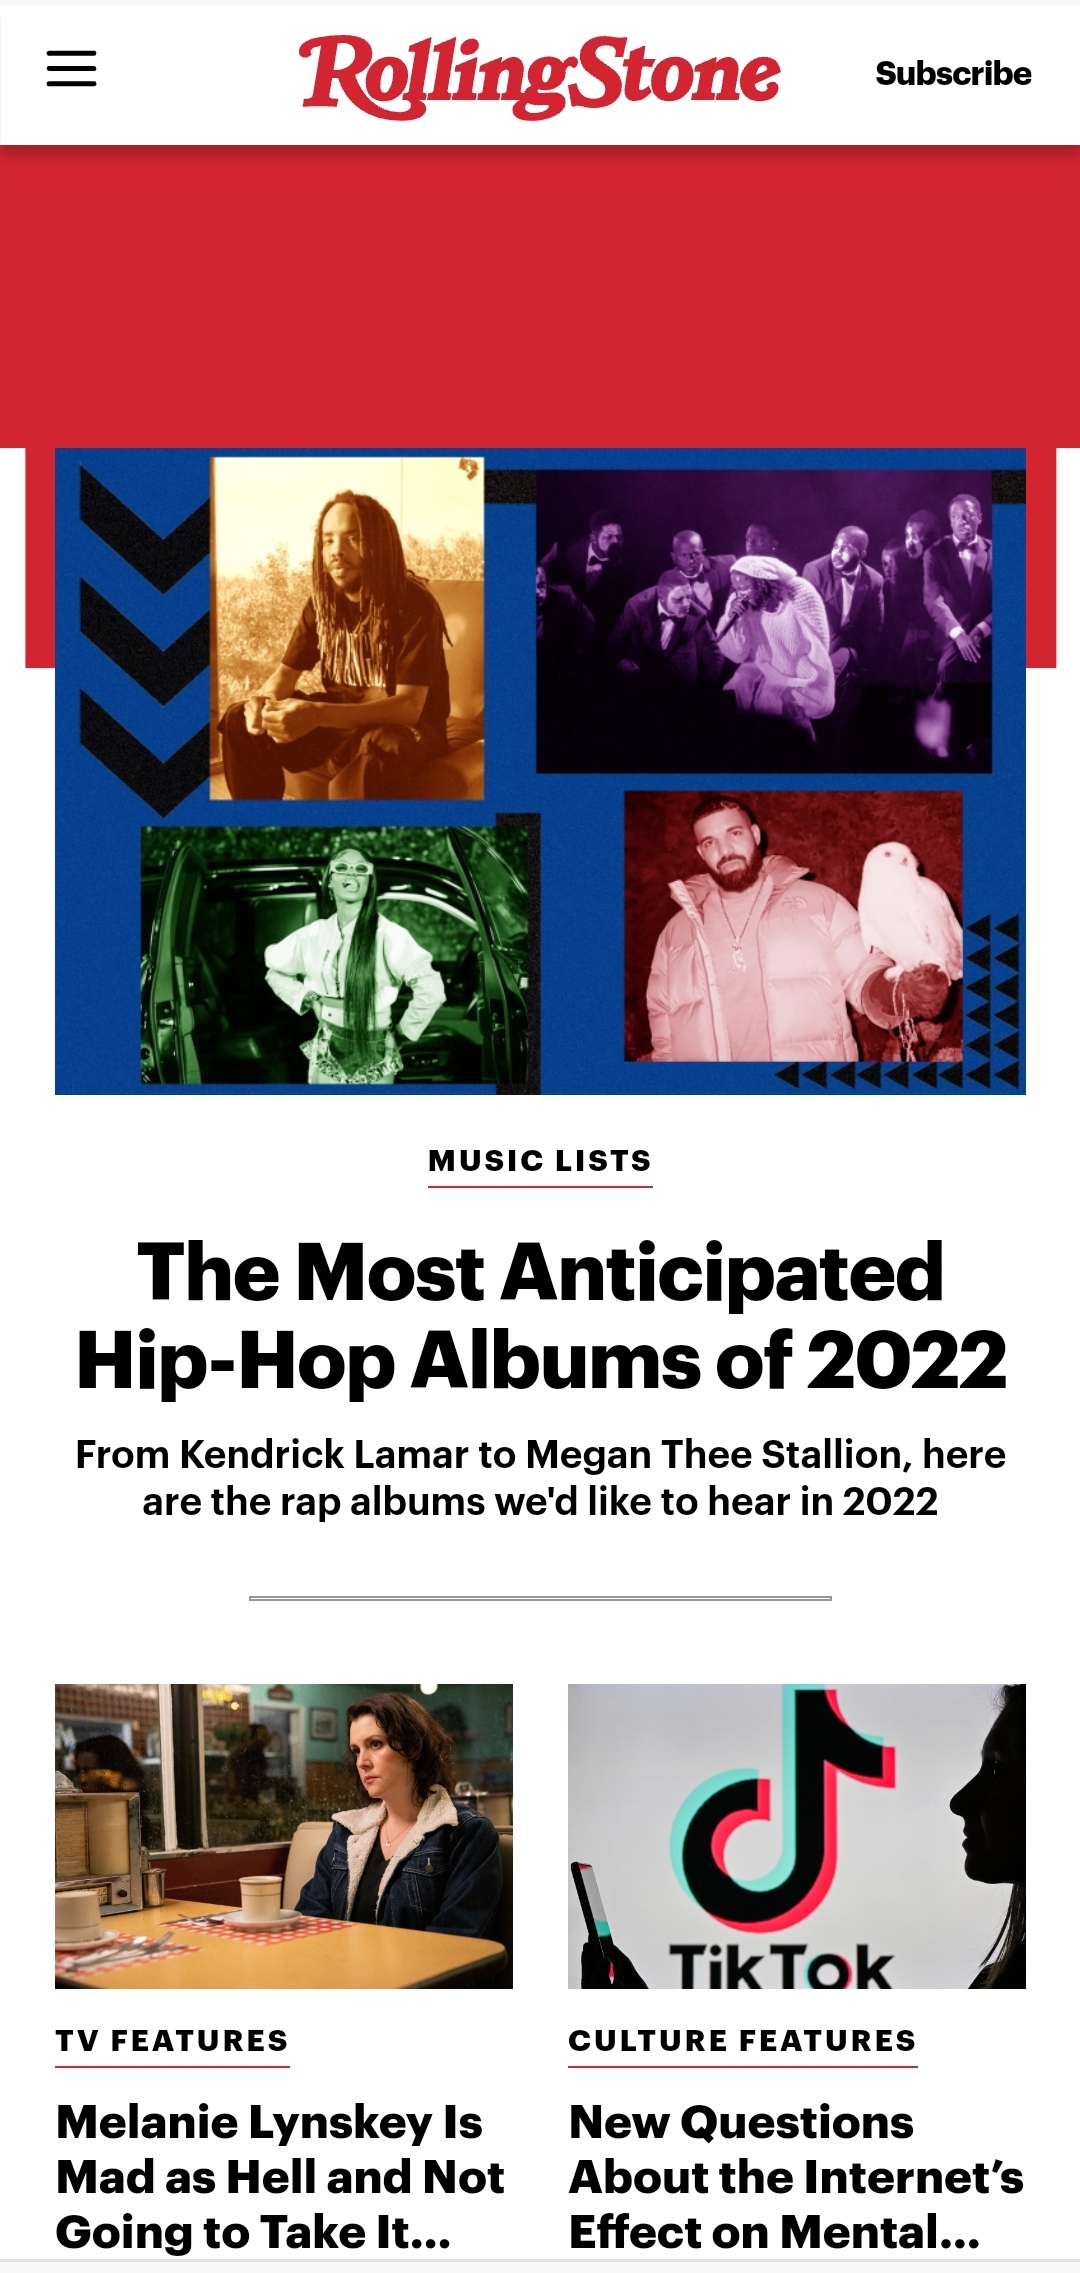 RollingStone
Subscribe
MUSIC LISTS
The Most Anticipated
Hip-Hop Albums of 2022
From Kendrick Lamar to Megan Thee Stallion, here
are the rap albums we'd like to hear in 2022
TikTok
TV FEATURES
Melanie Lynskey Is
Mad as Hell and Not
Going to Take It...
CULTURE FEATURES
New Questions
About the Internet’s
Effect on Mental...